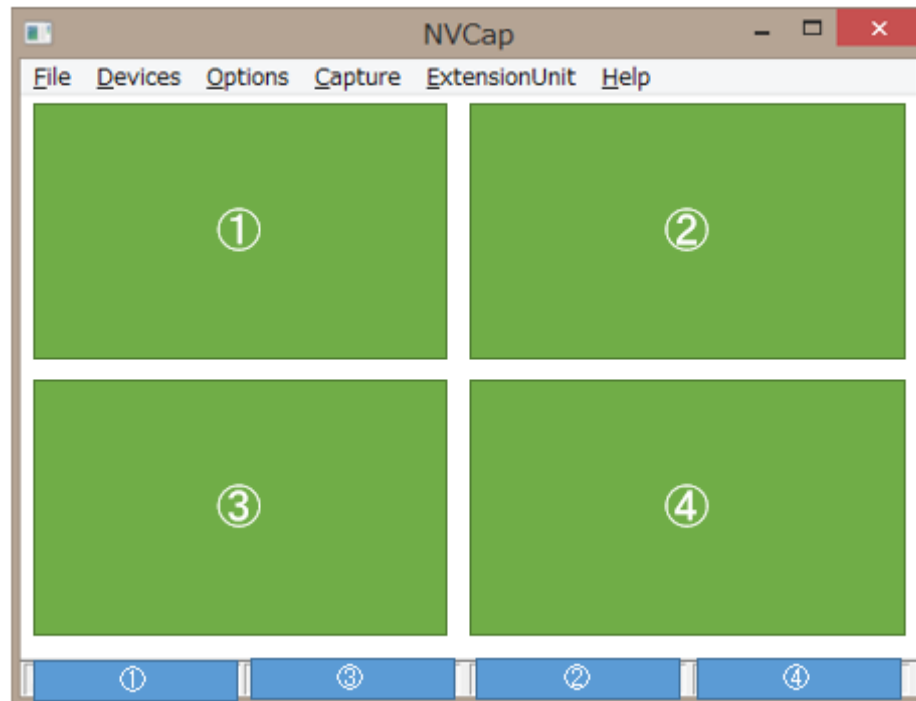 NVCap
File Devices Options Capture ExtensionUnit Help
① ②
③ ④
① ③ ② ④